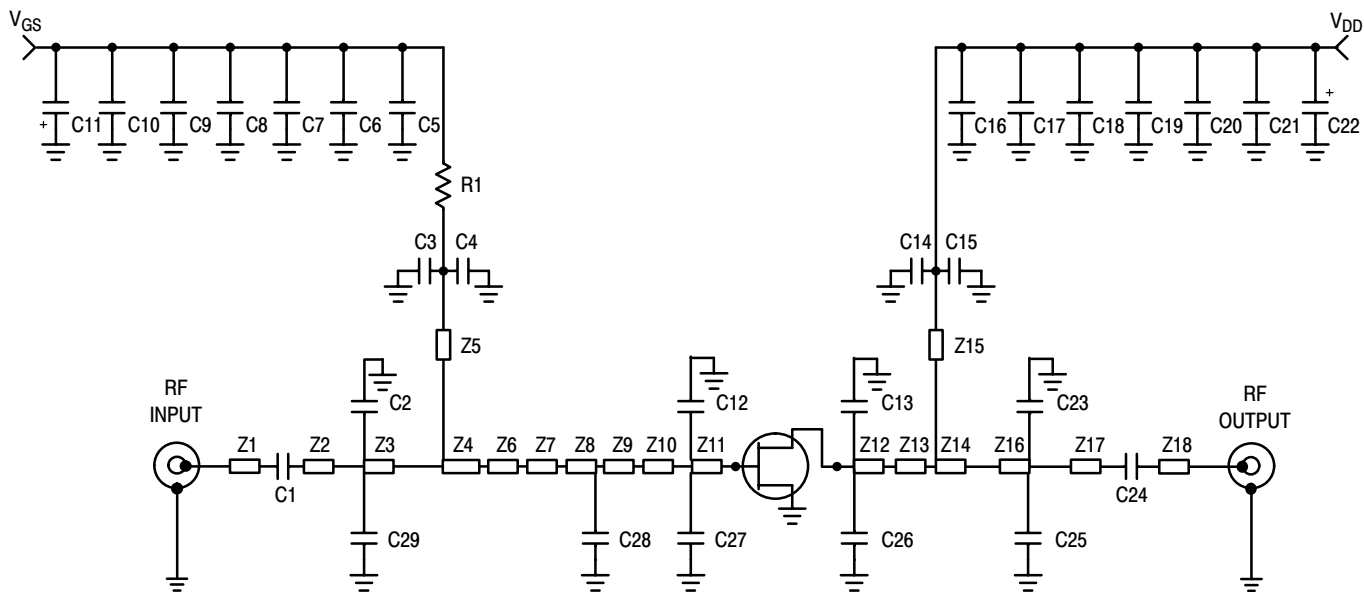 VGS
VDD
+ C11 C10 C9 C8 C7 C6 C5
C16 C17 C18 C19 C20 C21 C22 +
R1
C3 C4
C14 C15
Z5
Z15
RF
INPUT
C2
C12
C13
C23
RF
OUTPUT
Z1 Z2 Z3 Z4 Z6 Z7 Z8 Z9 Z10 Z11 Z12 Z13 Z14 Z16 Z17 Z18
C1
C24
C29 C28 C27 C26 C25